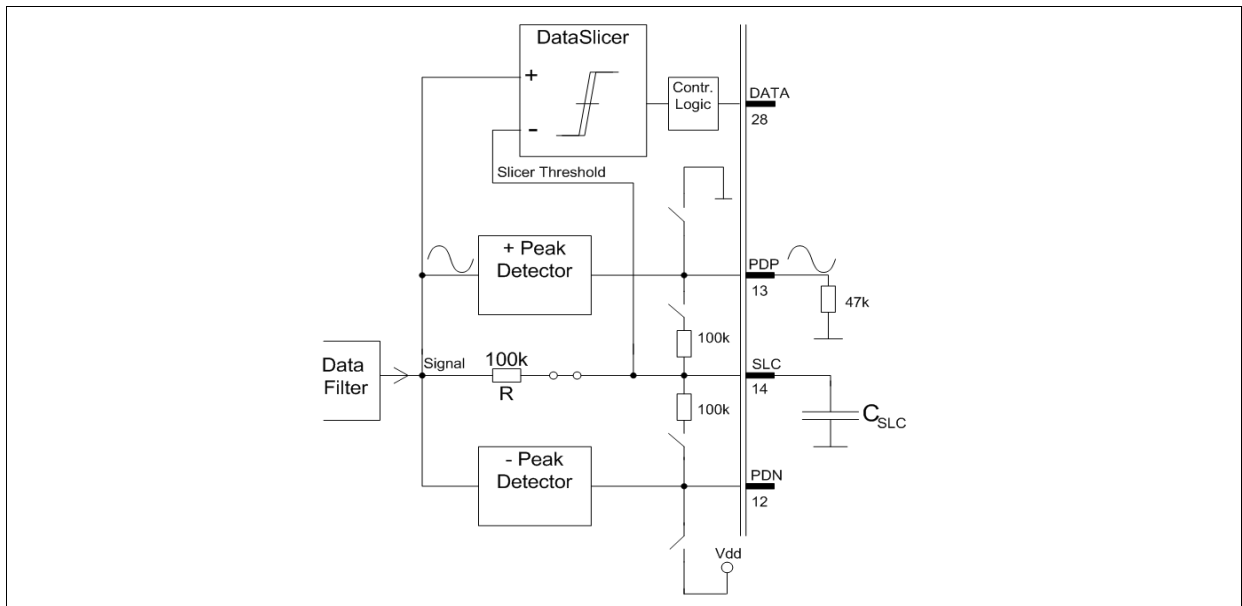 DataSlicer
+
-
Contr.
Logic
DATA
28
Slicer Threshold
+ Peak
Detector
PDP
13
47k
100k
Data
Filter
Signal
100k
R
SLC
14
100k
CSLC
- Peak
Detector
PDN
12
Vdd